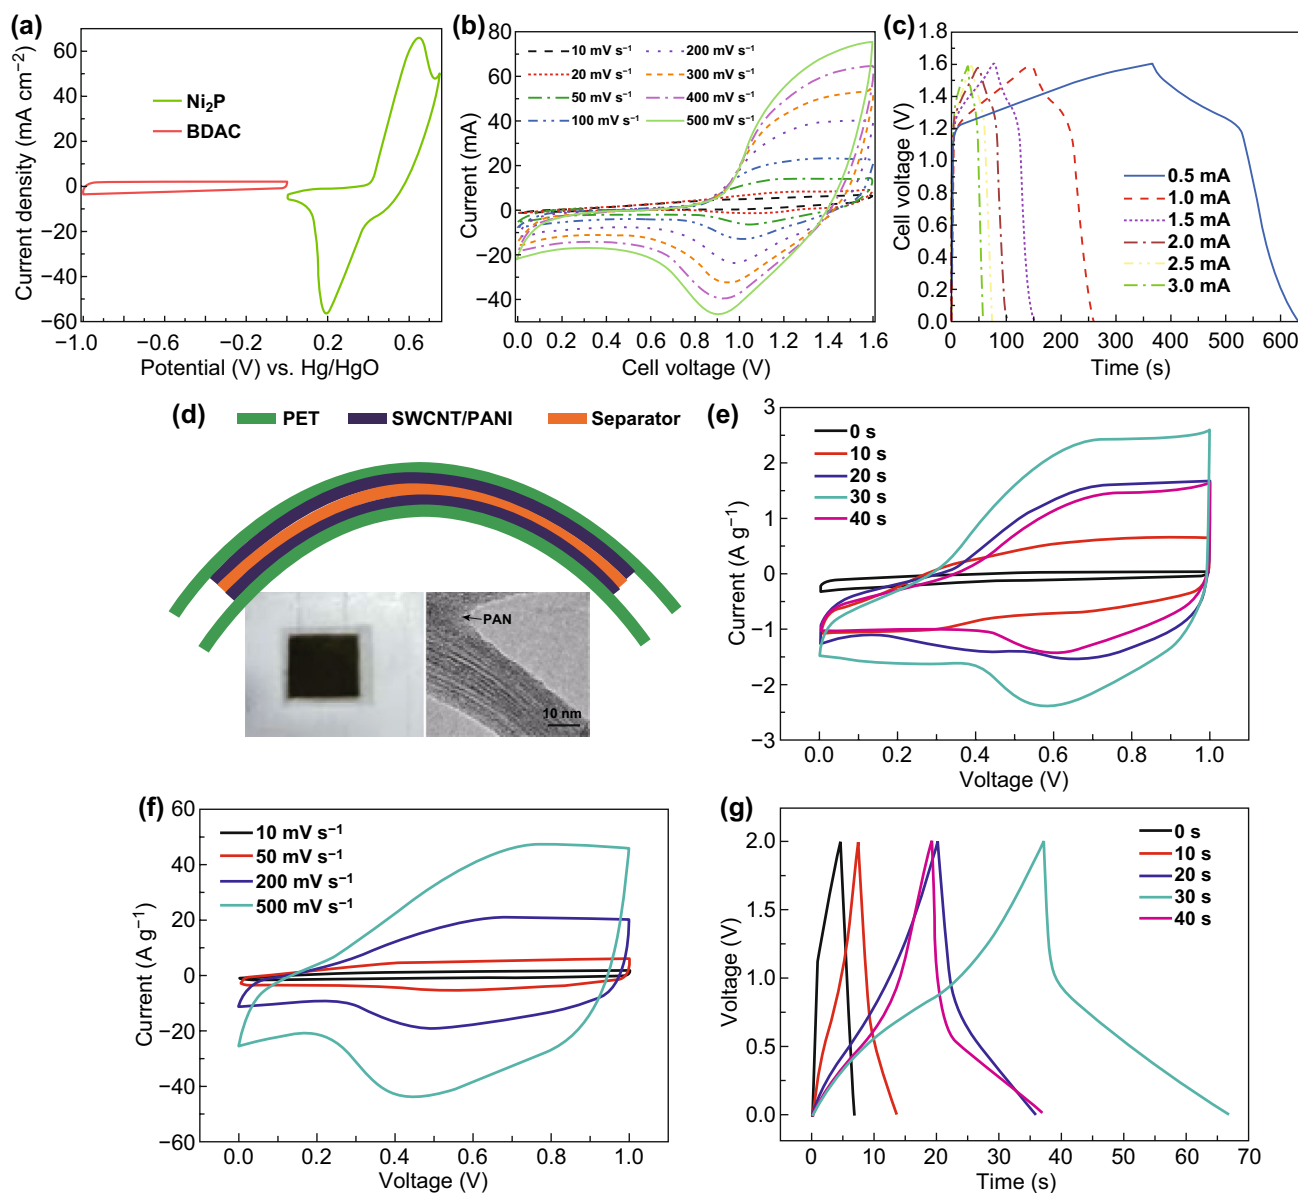 (a)
Current density (mA cm⁻²)
80
60
40
20
0
−20
−40
−60
Ni₂P
BDAC
−1.0
−0.6
−0.2
0.2
0.6
Potential (V) vs. Hg/HgO
(b)
Current (mA)
80
60
40
20
0
−20
−40
10 mV s⁻¹
20 mV s⁻¹
50 mV s⁻¹
100 mV s⁻¹
200 mV s⁻¹
300 mV s⁻¹
400 mV s⁻¹
500 mV s⁻¹
0.0 0.2 0.4 0.6 0.8 1.0 1.2 1.4 1.6
Cell voltage (V)
(c)
Cell voltage (V)
1.8
1.6
1.4
1.2
1.0
0.8
0.6
0.4
0.2
0.0
0.5 mA
1.0 mA
1.5 mA
2.0 mA
2.5 mA
3.0 mA
0 100 200 300 400 500 600
Time (s)
(d)
PET
SWCNT/PANI
Separator
PAN
10 nm
(e)
Current (A g⁻¹)
3
2
1
0
−1
−2
−3
0 s
10 s
20 s
30 s
40 s
0.0 0.2 0.4 0.6 0.8 1.0
Voltage (V)
(f)
Current (A g⁻¹)
60
40
20
0
−20
−40
−60
10 mV s⁻¹
50 mV s⁻¹
200 mV s⁻¹
500 mV s⁻¹
0.0 0.2 0.4 0.6 0.8 1.0
Voltage (V)
(g)
Voltage (V)
2.0
1.5
1.0
0.5
0.0
0 s
10 s
20 s
30 s
40 s
0 10 20 30 40 50 60 70
Time (s)